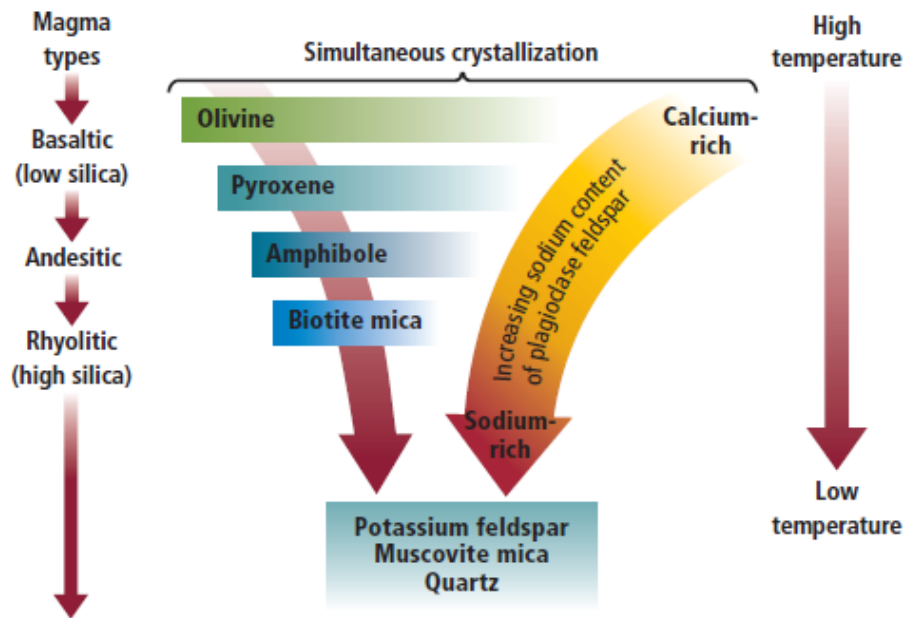 Magma
types
Basaltic
(low silica)
Andesitic
Rhyolitic
(high silica)
Simultaneous crystallization
Olivine
Pyroxene
Amphibole
Biotite mica
Calcium-
rich
Increasing sodium content
of plagioclase feldspar
Sodium-
rich
Potassium feldspar
Muscovite mica
Quartz
High
temperature
Low
temperature